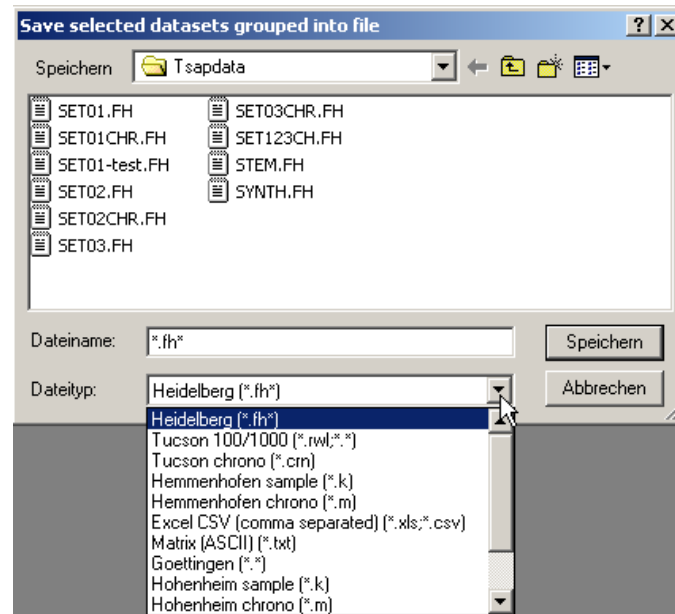 Save selected datasets grouped into file
Speichern Tsapdata
SET01.FH
SET01CHR.FH
SET01-test.FH
SET02.FH
SET02CHR.FH
SET03.FH
SET03CHR.FH
SET123CH.FH
STEM.FH
SYNTH.FH
Dateiname: *.fh* Speichern
Dateityp: Heidelberg (*.fh*) Abbrechen
Heidelberg (*.fh*)
Tucson 100/1000 (*.rwl;*.*)
Tucson chrono (*.crn)
Hemmenhofen sample (*.k)
Hemmenhofen chrono (*.m)
Excel CSV (comma separated) (*.xls;*.csv)
Matrix (ASCII) (*.txt)
Goettingen (*.*)
Hohenheim sample (*.k)
Hohenheim chrono (*.m)